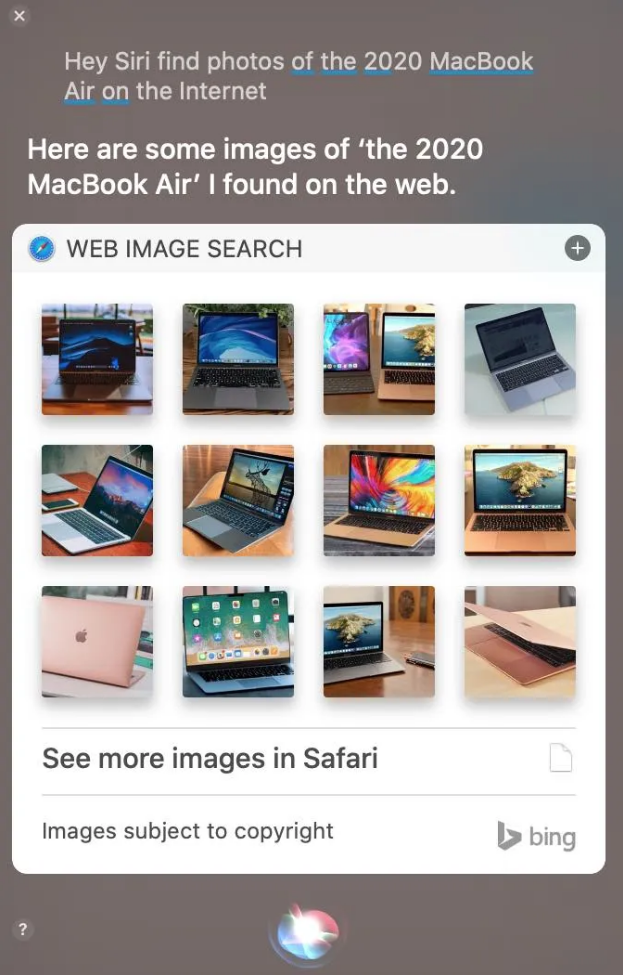 Hey Siri find photos of the 2020 MacBook
Air on the Internet
Here are some images of ‘the 2020
MacBook Air’ I found on the web.
WEB IMAGE SEARCH
See more images in Safari
Images subject to copyright
bing
?